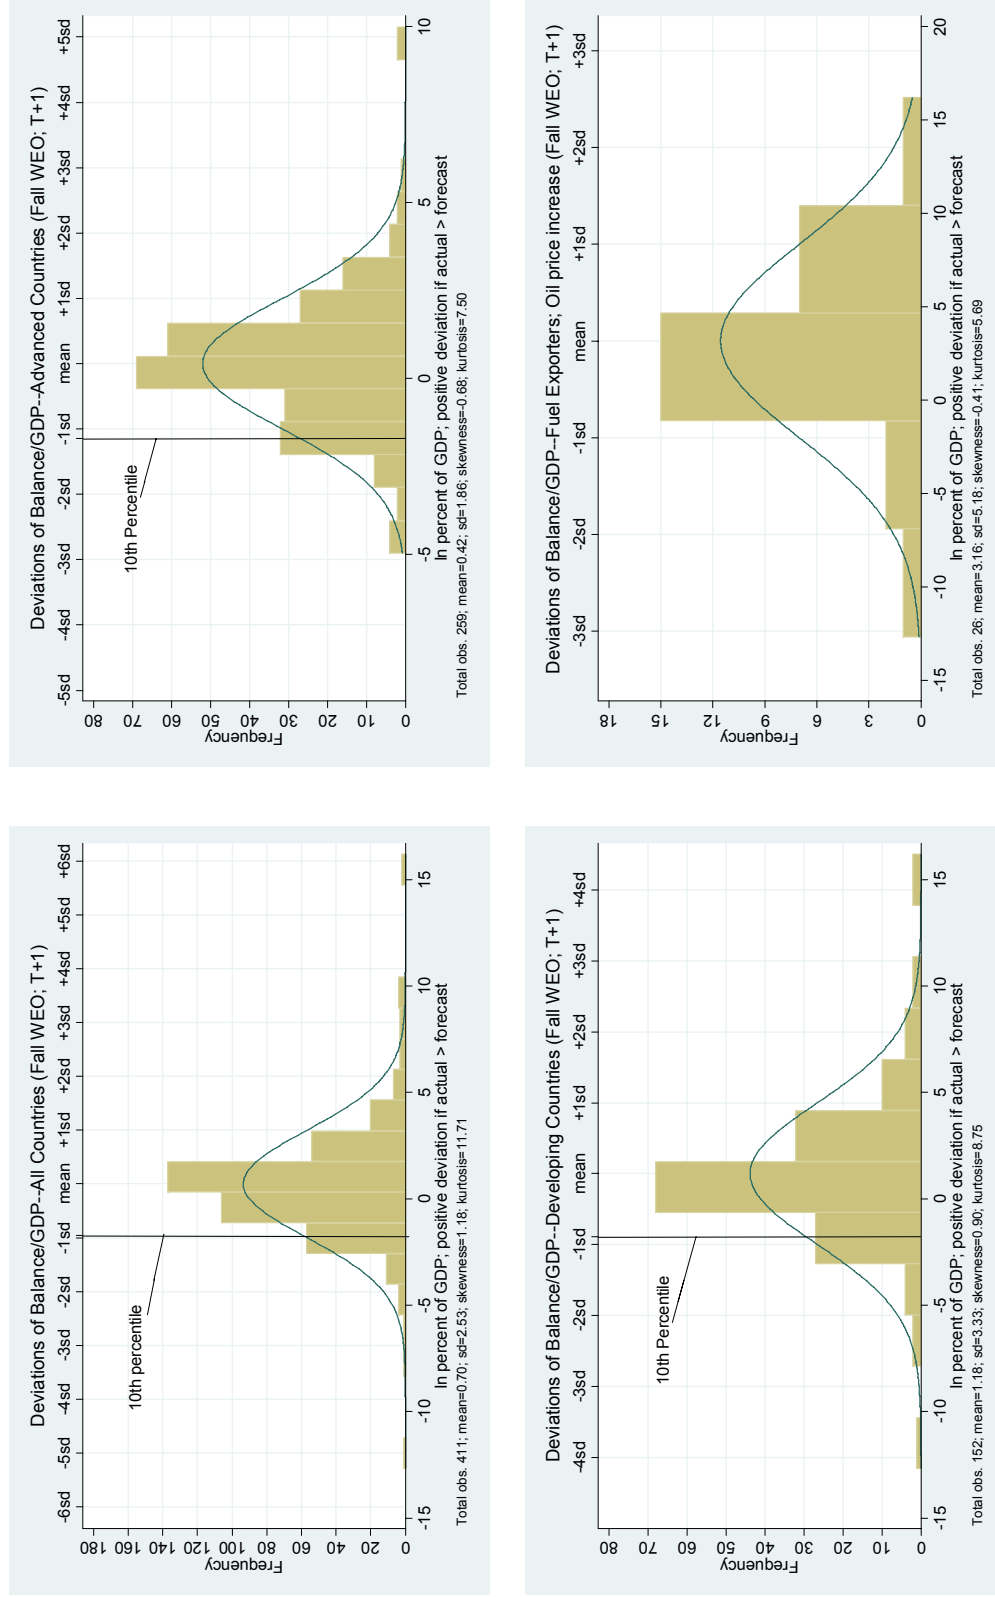 Deviations of Balance/GDP--All Countries (Fall WEO; T+1)
-6sd -5sd -4sd -3sd -2sd -1sd mean +1sd +2sd +3sd +4sd +5sd +6sd
10th percentile
Frequency
180
160
140
120
100
80
60
40
20
0
-15 -10 -5 0 5 10 15
In percent of GDP; positive deviation if actual > forecast
Total obs. 411; mean=0.70; sd=2.53; skewness=1.18; kurtosis=11.71
Deviations of Balance/GDP--Advanced Countries (Fall WEO; T+1)
-5sd -4sd -3sd -2sd -1sd mean +1sd +2sd +3sd +4sd +5sd
10th Percentile
Frequency
80
70
60
50
40
30
20
10
0
-5 0 5 10
In percent of GDP; positive deviation if actual > forecast
Total obs. 259; mean=0.42; sd=1.86; skewness=-0.68; kurtosis=7.50
Deviations of Balance/GDP--Developing Countries (Fall WEO; T+1)
-4sd -3sd -2sd -1sd mean +1sd +2sd +3sd +4sd
10th Percentile
Frequency
80
70
60
50
40
30
20
10
0
-15 -10 -5 0 5 10 15
In percent of GDP; positive deviation if actual > forecast
Total obs. 152; mean=1.18; sd=3.33; skewness=0.90; kurtosis=8.75
Deviations of Balance/GDP--Fuel Exporters; Oil price increase (Fall WEO; T+1)
-3sd -2sd -1sd mean +1sd +2sd +3sd
Frequency
18
15
12
9
6
3
0
-15 -10 -5 0 5 10 15 20
In percent of GDP; positive deviation if actual > forecast
Total obs. 26; mean=3.16; sd=5.18; skewness=-0.41; kurtosis=5.69